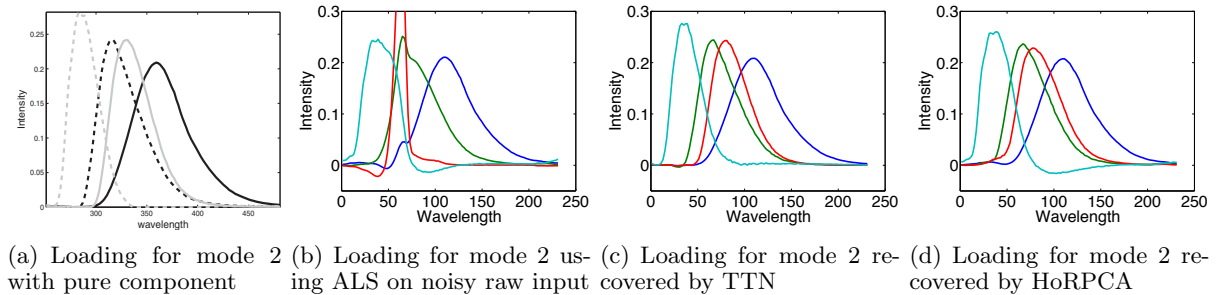 0.25
0.2
0.15
0.1
0.05
0
Intensity
300 350 400 450
wavelength
0.3
0.2
0.1
0
Intensity
0 50 100 150 200 250
Wavelength
0.3
0.2
0.1
0
Intensity
0 50 100 150 200 250
Wavelength
0.3
0.2
0.1
0
Intensity
0 50 100 150 200 250
Wavelength
(a) Loading for mode 2
with pure component
(b) Loading for mode 2 us-
ing ALS on noisy raw input
(c) Loading for mode 2 re-
covered by TTN
(d) Loading for mode 2 re-
covered by HoRPCA